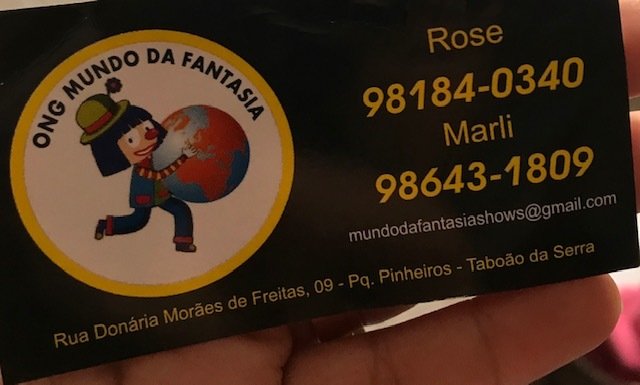 ONG MUNDO DA FANTASIA
Rose
98184-0340
Marli
98643-1809
mundodafantasiashows@gmail.com
Rua Donária Morães de Freitas, 09 - Pq. Pinheiros - Taboão da Serra